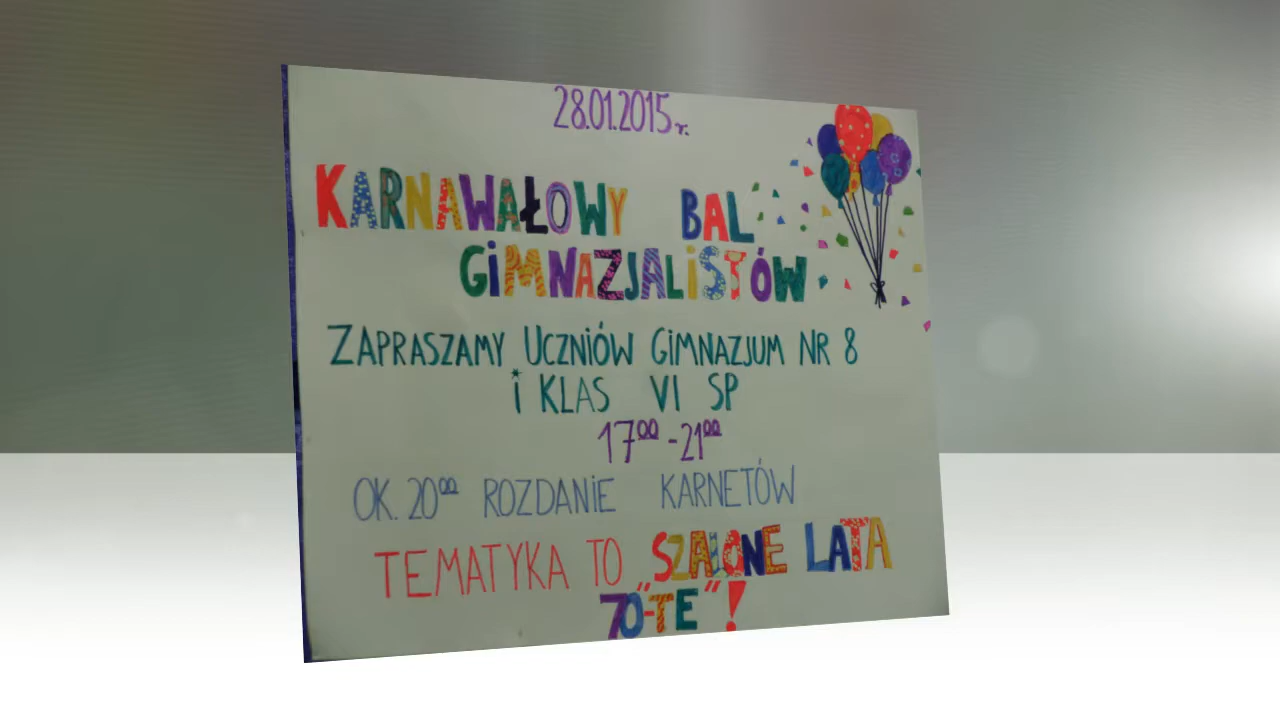 28.01.2015r.
KARNAWAŁOWY BAL
GIMNAZJALISTÓW
ZAPRASZAMY UCZNIÓW GIMNAZJUM NR 8
i KLAS VI SP
17⁰⁰ - 21⁰⁰
OK. 20⁰⁰ ROZDANIE KARNETÓW
TEMATYKA TO "SZALONE LATA
70-TE"!